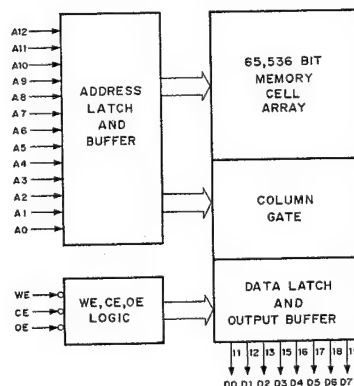 A12
A11
A10
A9
A8
A7
A6
A5
A4
A3
A2
A1
A0
ADDRESS
LATCH
AND
BUFFER
65,536 BIT
MEMORY
CELL
ARRAY
COLUMN
GATE
WE
CE
OE
WE,CE,OE
LOGIC
DATA LATCH
AND
OUTPUT BUFFER
11 12 13 15 16 17 18
D0 D1 D2 D3 D4 D5 D6 D7